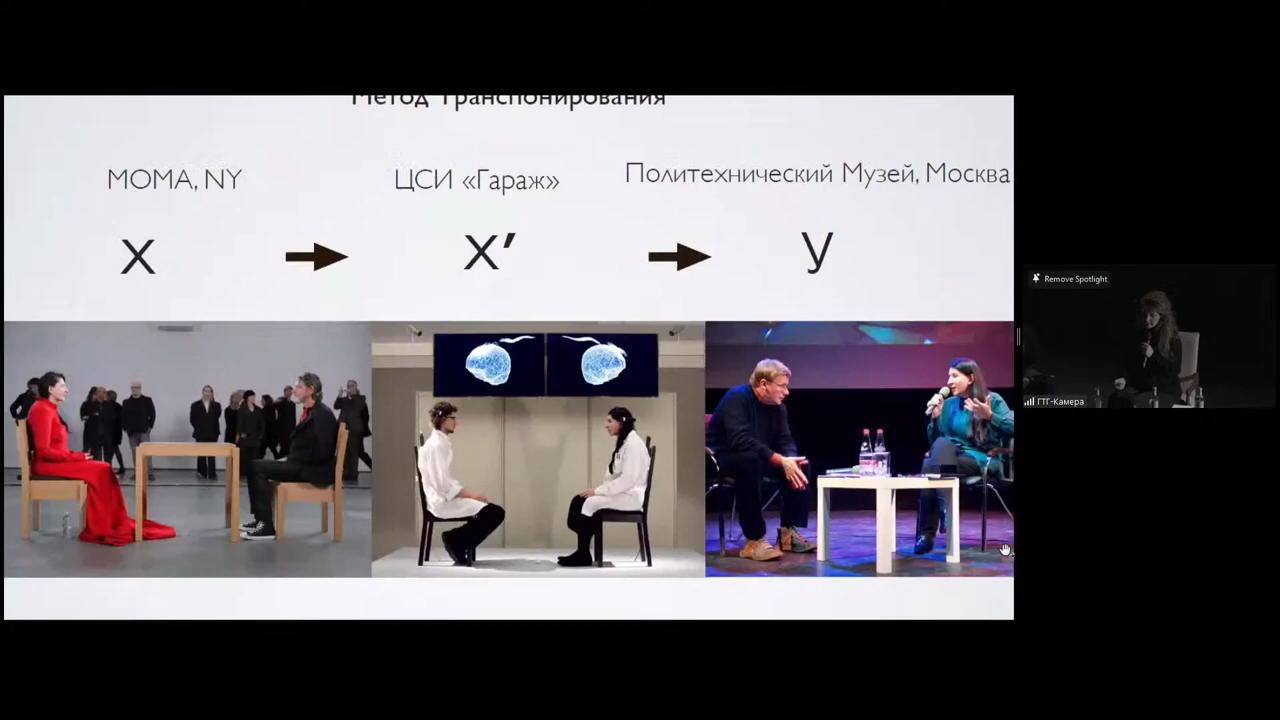 Метод Транспонирования
MOMA, NY
ЦСИ «Гараж»
Политехнический Музей, Москва
x
x’
y
Remove Spotlight
ГТГ-Камера